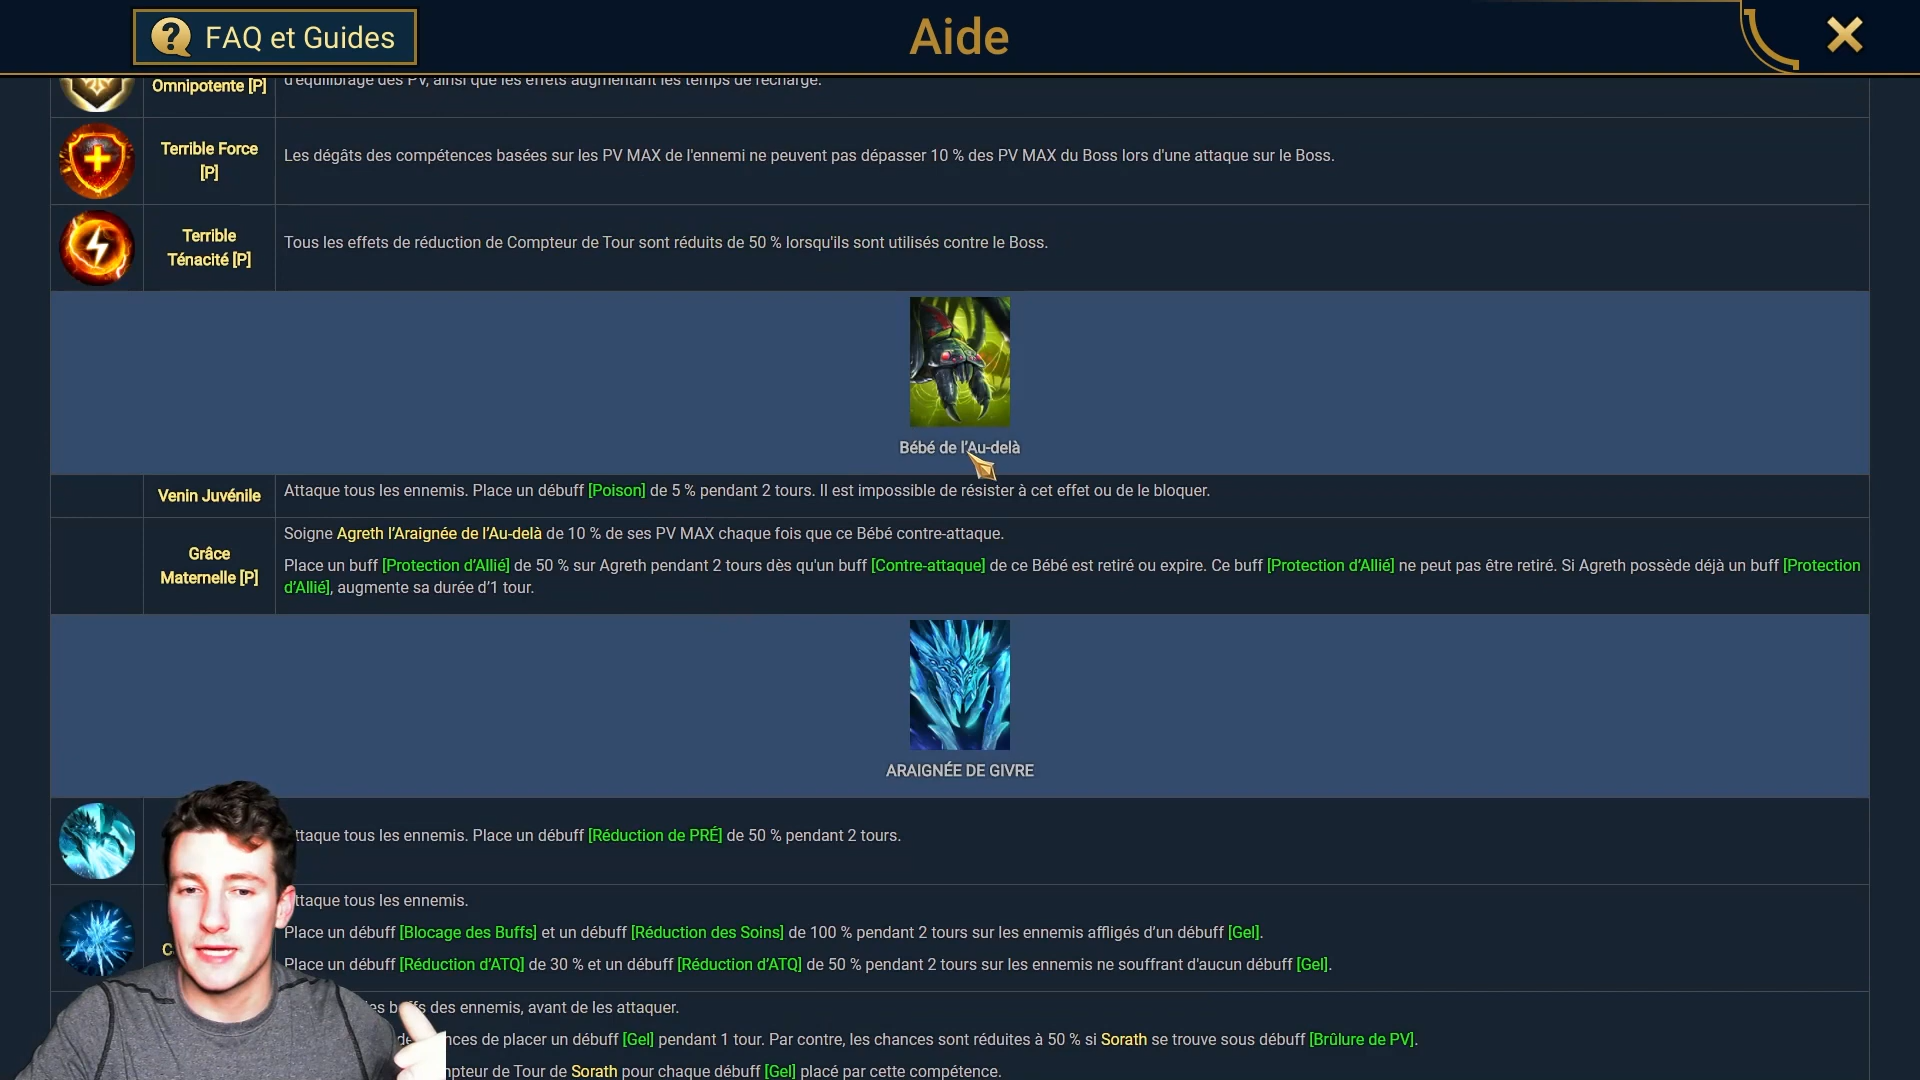 FAQ et Guides
Aide
Omnipotente [P]
d'équilibrage des PV, ainsi que les effets augmentant les temps de recharge.
Terrible Force
[P]
Les dégâts des compétences basées sur les PV MAX de l'ennemi ne peuvent pas dépasser 10 % des PV MAX du Boss lors d'une attaque sur le Boss.
Terrible
Ténacité [P]
Tous les effets de réduction de Compteur de Tour sont réduits de 50 % lorsqu'ils sont utilisés contre le Boss.
Bébé de l'Au-delà
Venin Juvénile
Attaque tous les ennemis. Place un débuff [Poison] de 5 % pendant 2 tours. Il est impossible de résister à cet effet ou de le bloquer.
Grâce
Maternelle [P]
Soigne Agreth l'Araignée de l'Au-delà de 10 % de ses PV MAX chaque fois que ce Bébé contre-attaque.
Place un buff [Protection d'Allié] de 50 % sur Agreth pendant 2 tours dès qu'un buff [Contre-attaque] de ce Bébé est retiré ou expire. Ce buff [Protection d'Allié] ne peut pas être retiré. Si Agreth possède déjà un buff [Protection
d'Allié], augmente sa durée d'1 tour.
ARAIGNÉE DE GIVRE
ttaque tous les ennemis. Place un débuff [Réduction de PRÉ] de 50 % pendant 2 tours.
C
ttaque tous les ennemis.
Place un débuff [Blocage des Buffs] et un débuff [Réduction des Soins] de 100 % pendant 2 tours sur les ennemis affligés d'un débuff [Gel].
Place un débuff [Réduction d'ATQ] de 30 % et un débuff [Réduction d'ATQ] de 50 % pendant 2 tours sur les ennemis ne souffrant d'aucun débuff [Gel].
des ennemis, avant de les attaquer.
de placer un débuff [Gel] pendant 1 tour. Par contre, les chances sont réduites à 50 % si Sorath se trouve sous débuff [Brûlure de PV].
de Tour de Sorath pour chaque débuff [Gel] placé par cette compétence.